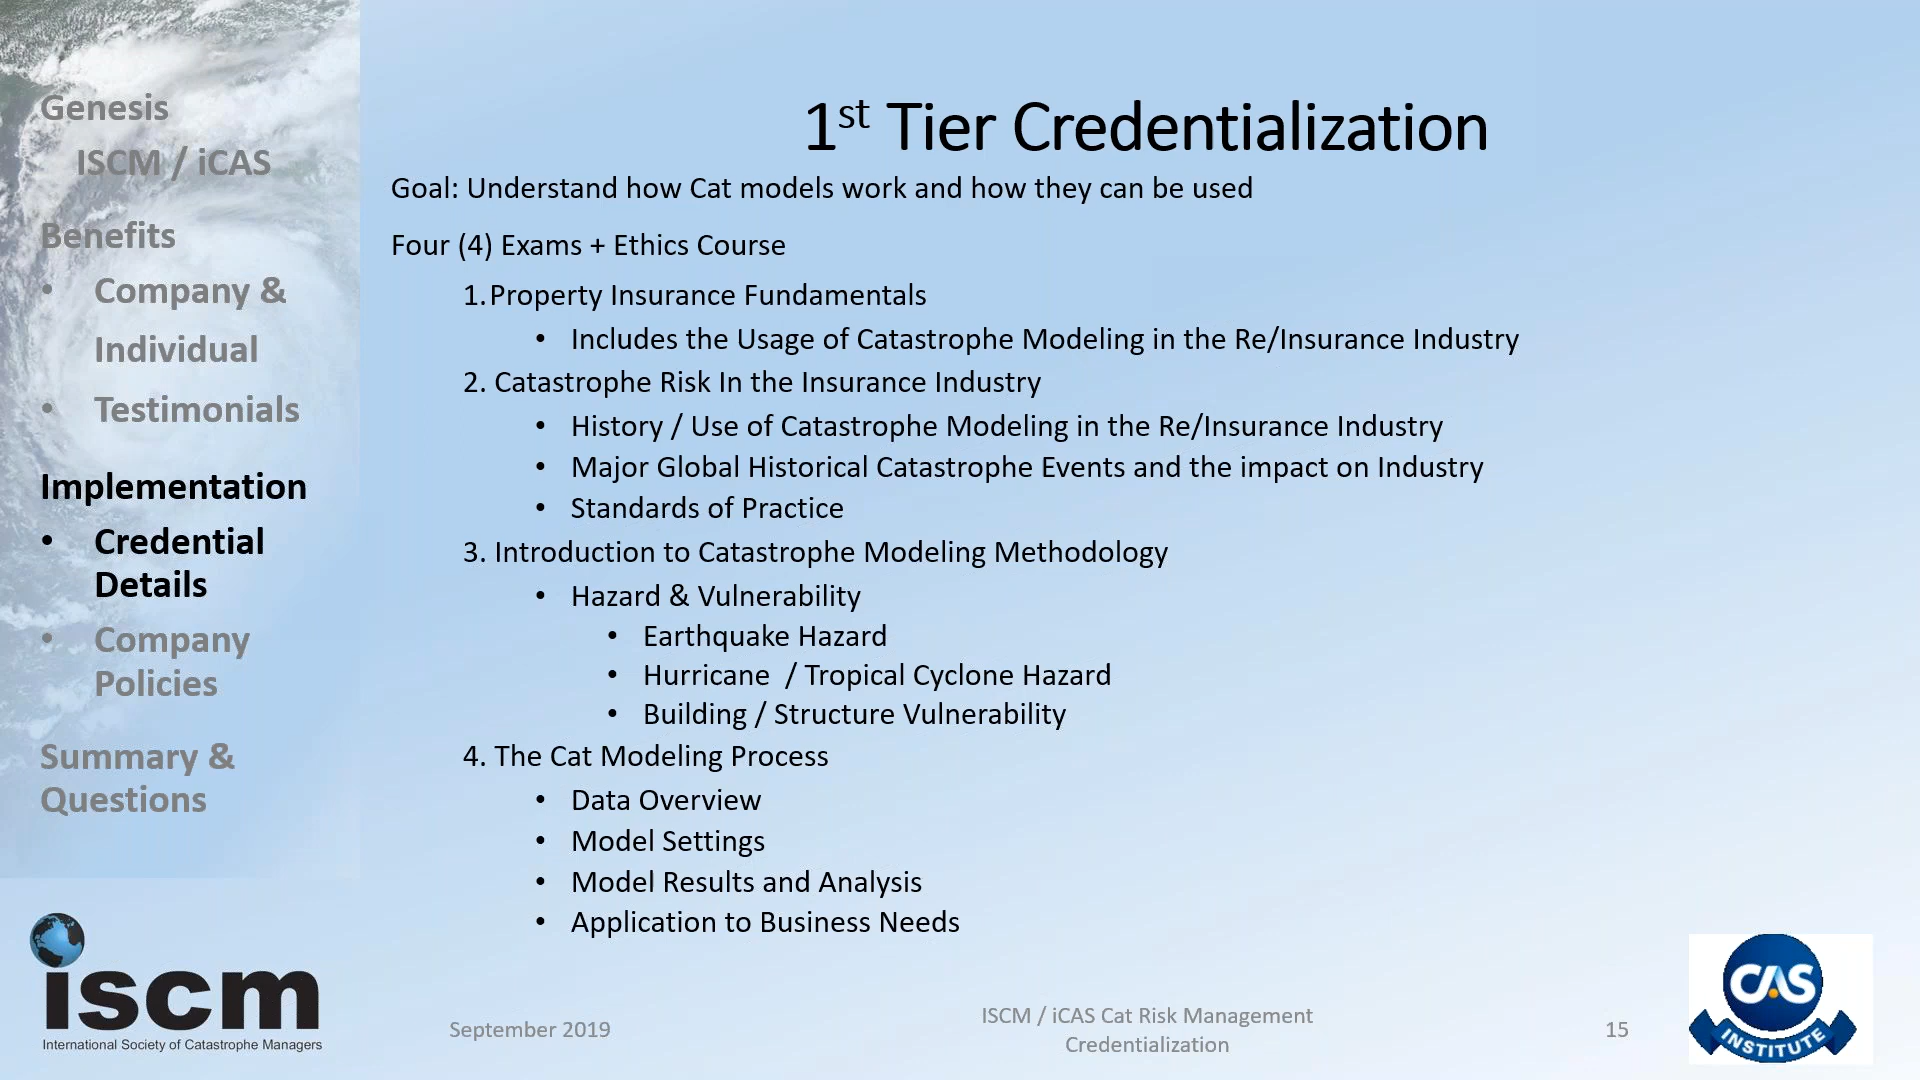 Genesis
ISCM / iCAS
Benefits
• Company &
Individual
• Testimonials
Implementation
• Credential
Details
• Company
Policies
Summary &
Questions
1st Tier Credentialization
Goal: Understand how Cat models work and how they can be used
Four (4) Exams + Ethics Course
1. Property Insurance Fundamentals
• Includes the Usage of Catastrophe Modeling in the Re/Insurance Industry
2. Catastrophe Risk In the Insurance Industry
• History / Use of Catastrophe Modeling in the Re/Insurance Industry
• Major Global Historical Catastrophe Events and the impact on Industry
• Standards of Practice
3. Introduction to Catastrophe Modeling Methodology
• Hazard & Vulnerability
• Earthquake Hazard
• Hurricane / Tropical Cyclone Hazard
• Building / Structure Vulnerability
4. The Cat Modeling Process
• Data Overview
• Model Settings
• Model Results and Analysis
• Application to Business Needs
iscm
International Society of Catastrophe Managers
September 2019
ISCM / iCAS Cat Risk Management
Credentialization
15
CAS
INSTITUTE